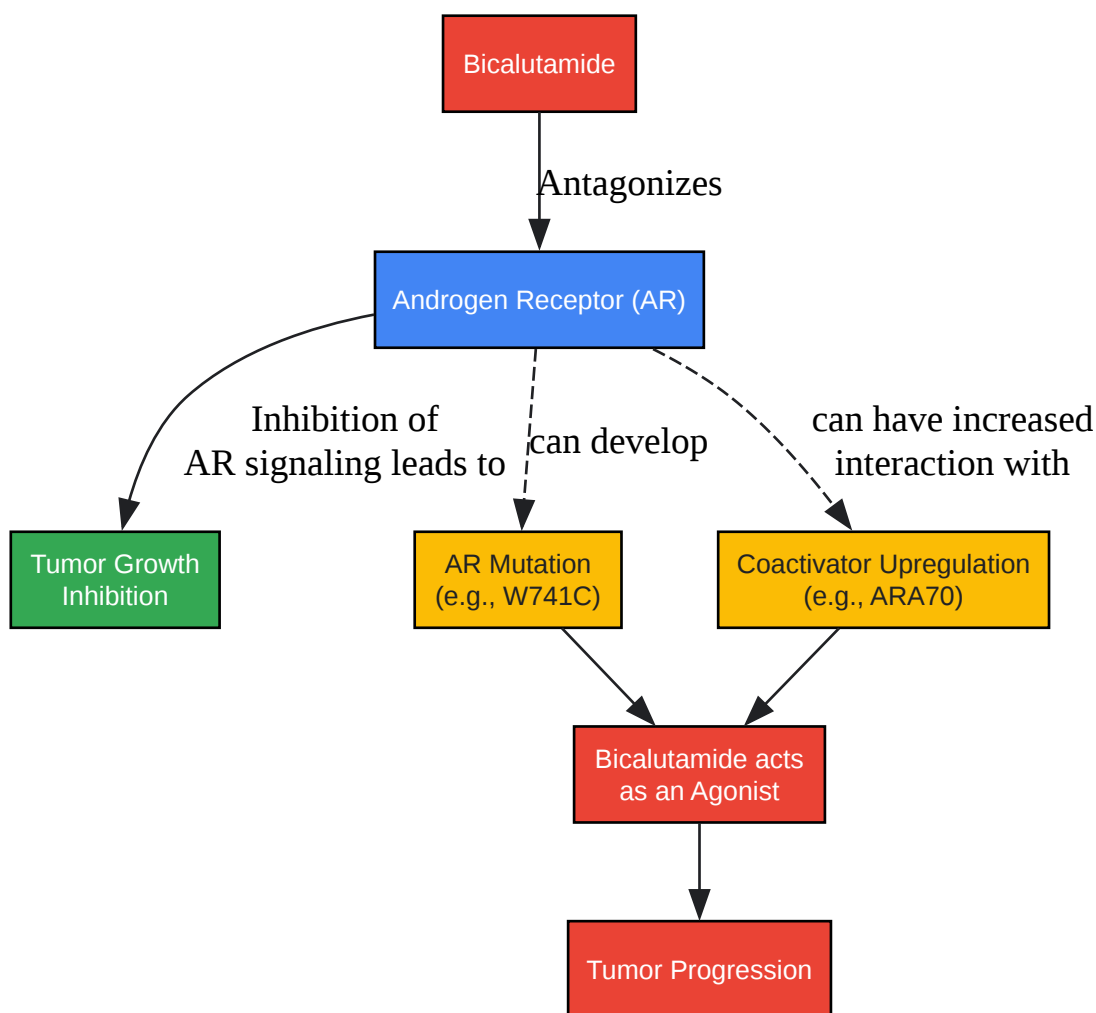 Bicalutamide
Antagonizes
Androgen Receptor (AR)
Inhibition of
AR signaling leads to
can develop
can have increased
interaction with
Tumor Growth
Inhibition
AR Mutation
(e.g., W741C)
Coactivator Upregulation
(e.g., ARA70)
Bicalutamide acts
as an Agonist
Tumor Progression